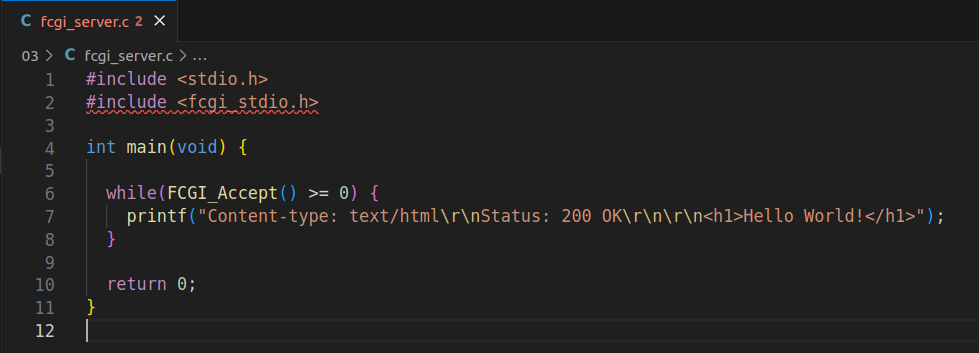 C fcgi_server.c 2 ×
03 > C fcgi_server.c > ...
1 #include <stdio.h>
2 #include <fcgi_stdio.h>
3
4 int main(void) {
5
6   while(FCGI_Accept() >= 0) {
7     printf("Content-type: text/html\r\nStatus: 200 OK\r\n\r\n<h1>Hello World!</h1>");
8   }
9
10   return 0;
11 }
12